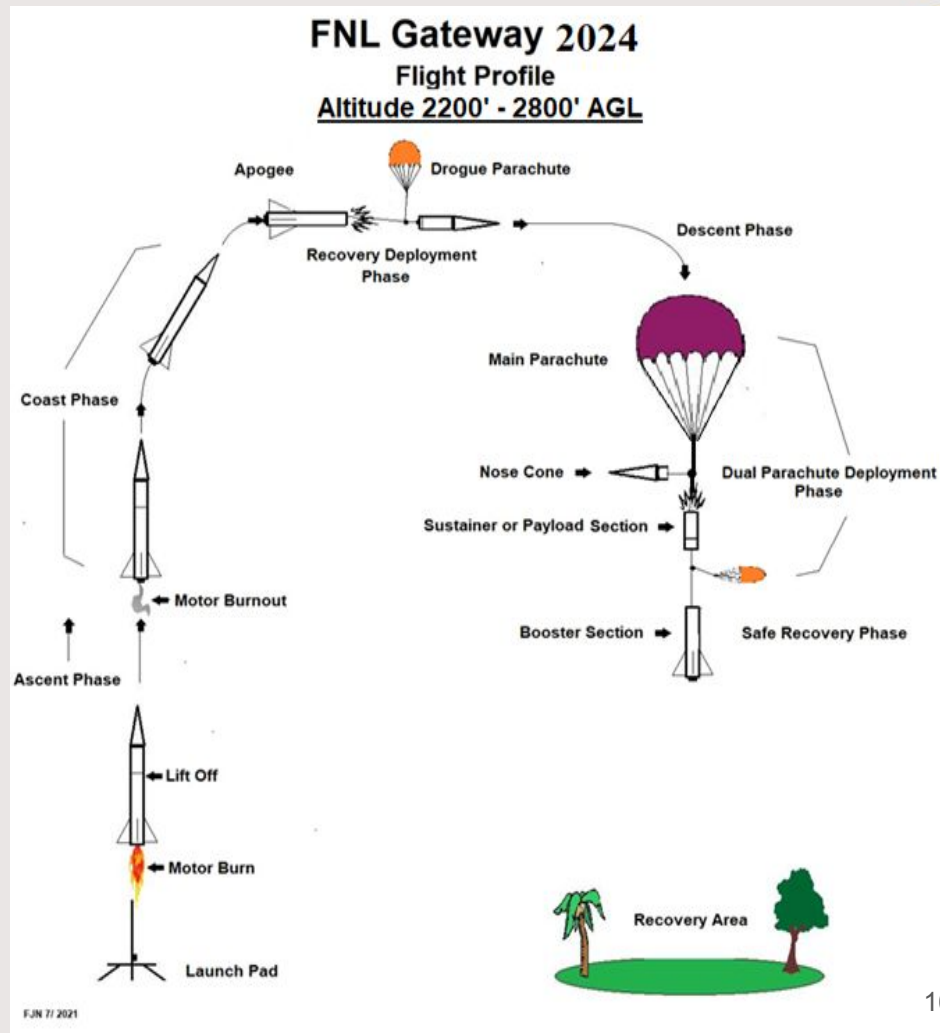 FNL Gateway 2024
Flight Profile
Altitude 2200' - 2800' AGL
Apogee
Drogue Parachute
Recovery Deployment
Phase
Descent Phase
Main Parachute
Coast Phase
Nose Cone
Dual Parachute Deployment
Phase
Sustainer or Payload Section
Motor Burnout
Booster Section
Safe Recovery Phase
Ascent Phase
Lift Off
Motor Burn
Recovery Area
Launch Pad
FJN 7/ 2021